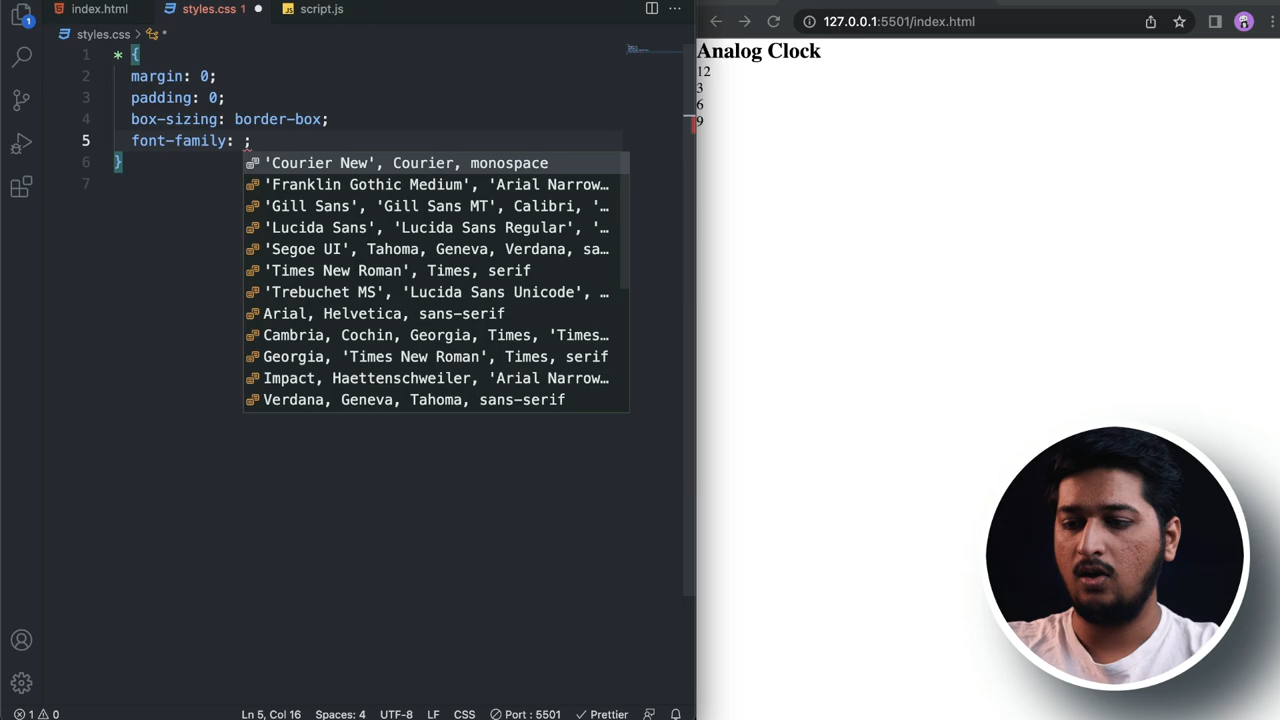 index.html
styles.css 1
script.js
127.0.0.1:5501/index.html
styles.css > *
1 * {
2 margin: 0;
3 padding: 0;
4 box-sizing: border-box;
5 font-family: ;
6 }
7
'Courier New', Courier, monospace
'Franklin Gothic Medium', 'Arial Narrow…
'Gill Sans', 'Gill Sans MT', Calibri, '…
'Lucida Sans', 'Lucida Sans Regular', '…
'Segoe UI', Tahoma, Geneva, Verdana, sa…
'Times New Roman', Times, serif
'Trebuchet MS', 'Lucida Sans Unicode', …
Arial, Helvetica, sans-serif
Cambria, Cochin, Georgia, Times, 'Times…
Georgia, 'Times New Roman', Times, serif
Impact, Haettenschweiler, 'Arial Narrow…
Verdana, Geneva, Tahoma, sans-serif
Analog Clock
12
3
6
9
1
1 0
Ln 5, Col 16
Spaces: 4
UTF-8
LF
CSS
Port : 5501
Prettier